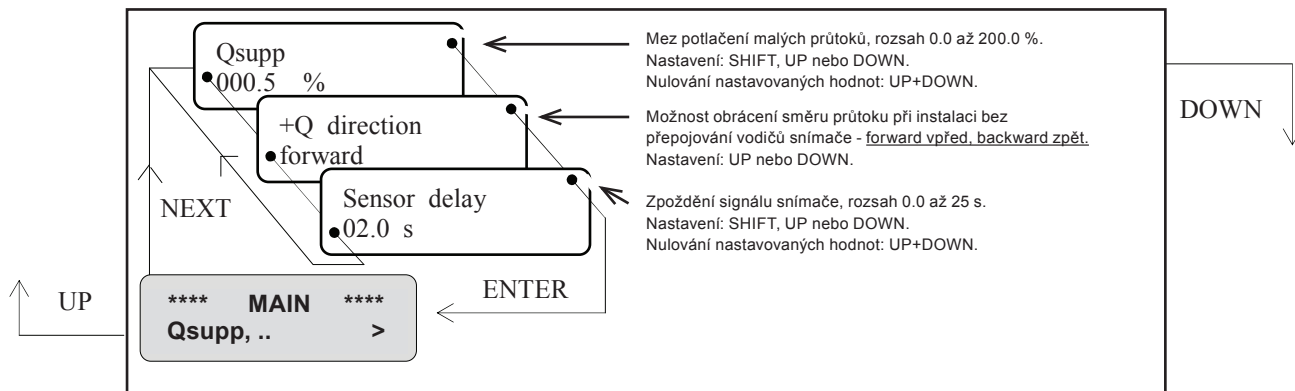 Qsupp
000.5 %
Mez potlačení malých průtoků, rozsah 0.0 až 200.0 %.
Nastavení: SHIFT, UP nebo DOWN.
Nulování nastavovaných hodnot: UP+DOWN.
DOWN
+Q direction
forward
Možnost obrácení směru průtoku při instalaci bez
přepojování vodičů snímače - forward vpřed, backward zpět.
Nastavení: UP nebo DOWN.
Sensor delay
02.0 s
Zpoždění signálu snímače, rozsah 0.0 až 25 s.
Nastavení: SHIFT, UP nebo DOWN.
Nulování nastavovaných hodnot: UP+DOWN.
NEXT
UP
ENTER
**** MAIN ****
Qsupp, .. >